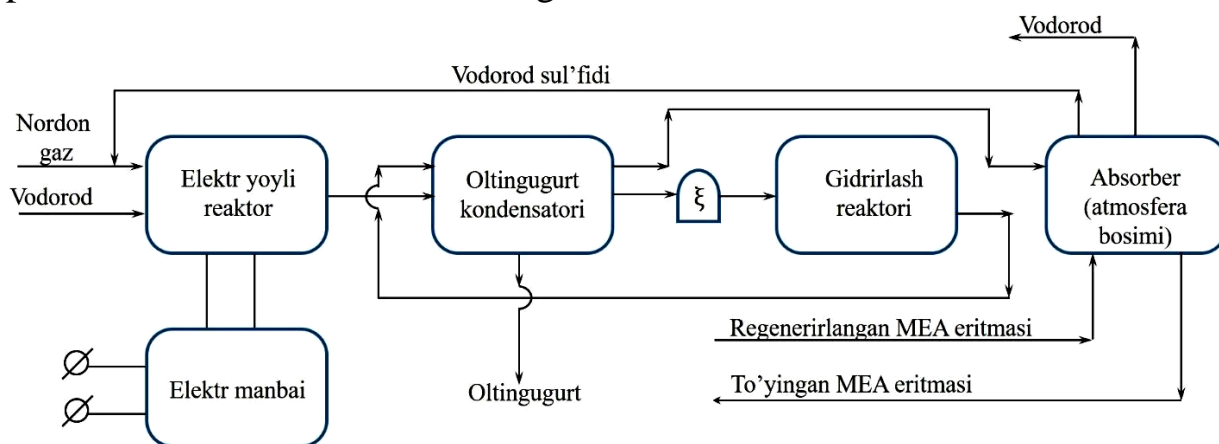 Vodorod
Vodorod sul’fidi
Nordon
gaz
Vodorod
Elektr yoyli
reaktor
Oltingugurt
kondensatori
ξ
Gidrirlash
reaktori
Absorber
(atmosfera
bosimi)
Regenerirlangan MEA eritmasi
To’yingan MEA eritmasi
Elektr manbai
Oltingugurt